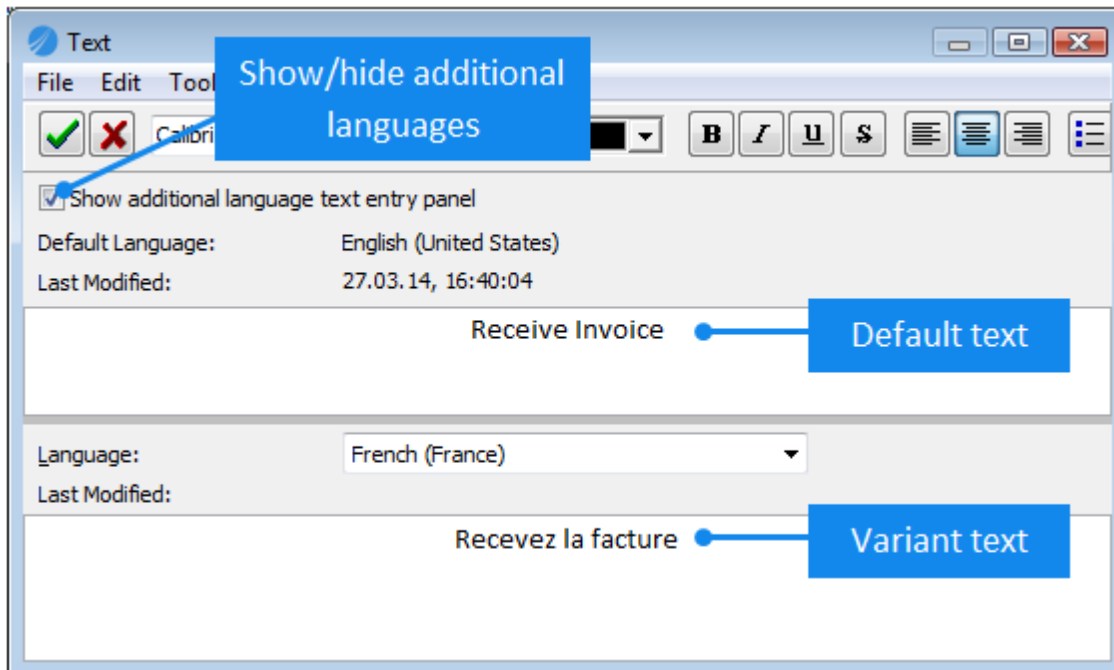 Text
File Edit Tool
Show/hide additional
languages
Calibri
B I U S
Show additional language text entry panel
Default Language: English (United States)
Last Modified: 27.03.14, 16:40:04
Receive Invoice
Default text
Language: French (France)
Last Modified:
Recevez la facture
Variant text